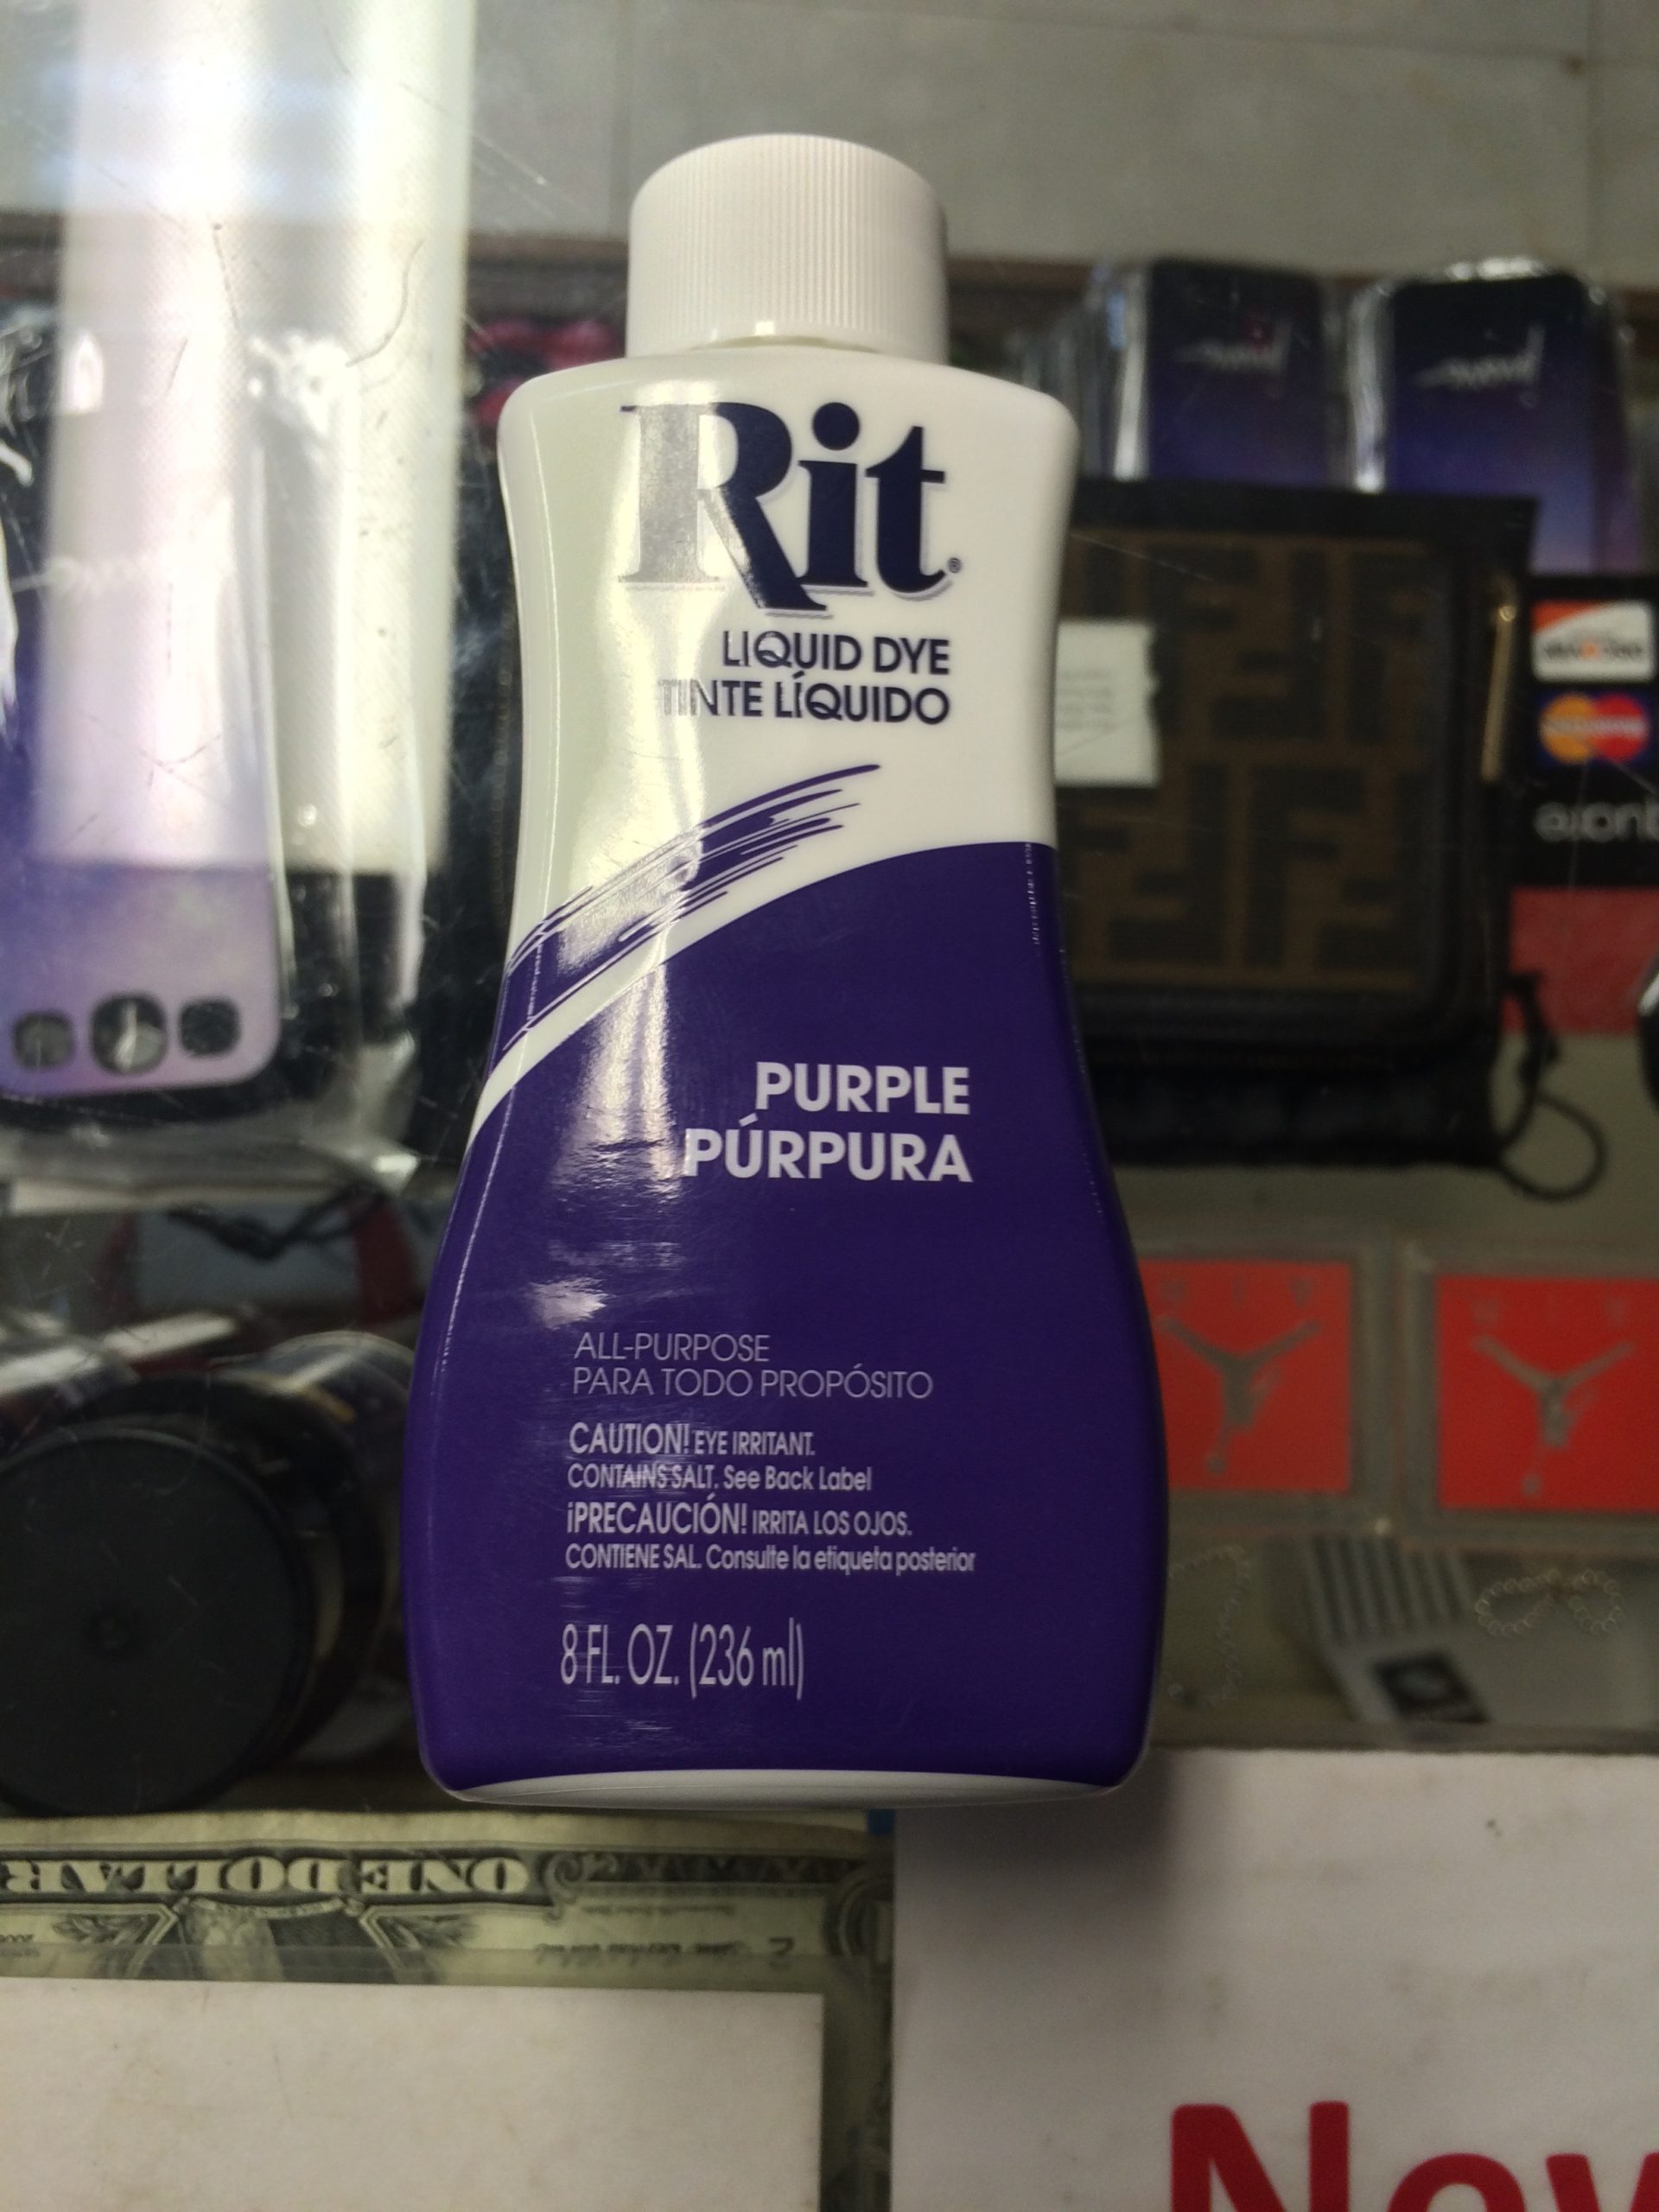 Rit®
LIQUID DYE
TINTE LÍQUIDO
PURPLE
PÚRPURA
ALL-PURPOSE
PARA TODO PROPÓSITO
CAUTION! EYE IRRITANT.
CONTAINS SALT. See Back Label
¡PRECAUCIÓN! IRRITA LOS OJOS.
CONTIENE SAL. Consulte la etiqueta posterior
8 FL. OZ. (236 ml)
ONE DOLLAR